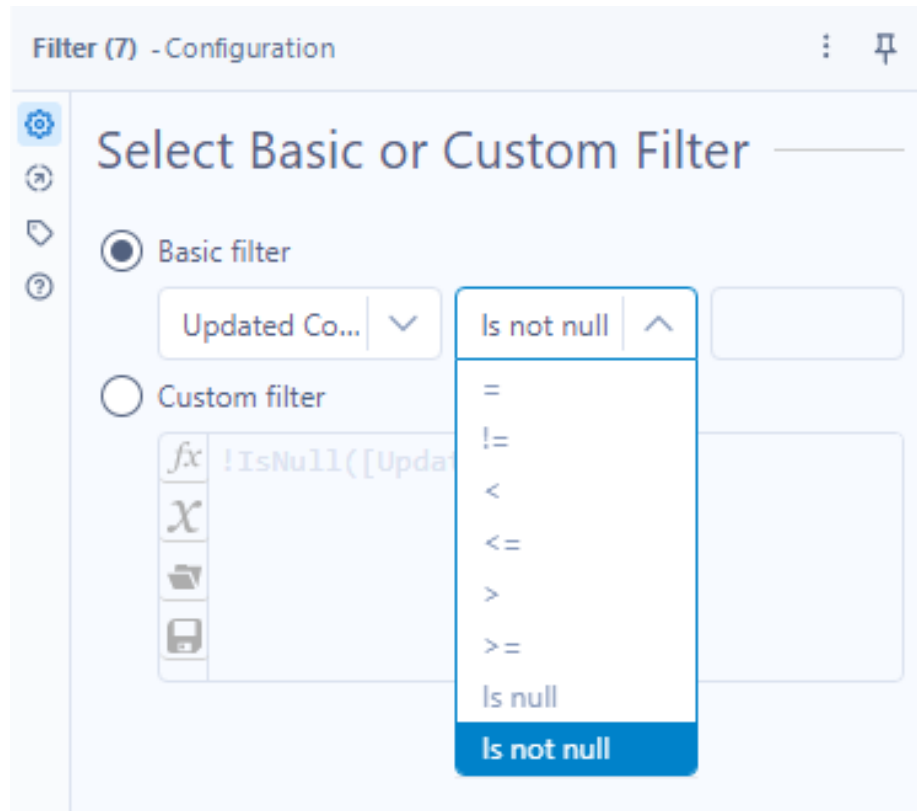 Filter (7) - Configuration
Select Basic or Custom Filter
Basic filter
Updated Co...
Is not null
=
!=
<
<=
>
>=
Is null
Is not null
Custom filter
fx
!IsNull([Updat
X